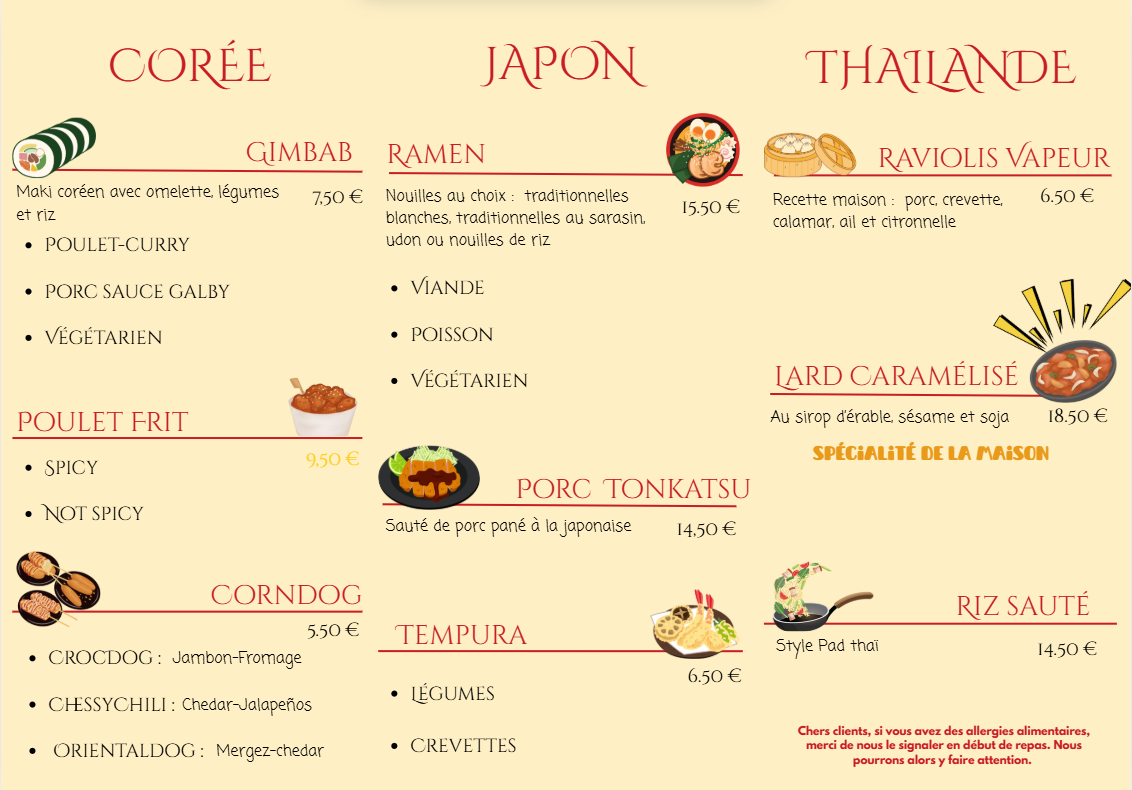 CORÉE
GIMBAB
Maki coréen avec omelette, légumes
et riz
7,50 €
• POULET-CURRY
• PORC SAUCE GALBY
• VÉGÉTARIEN
POULET FRIT
9,50 €
• SPICY
• NOT SPICY
CORNDOG
5.50 €
• CROC'DOG : Jambon-Fromage
• CHESSYCHILI : Chedar-Jalapeños
• ORIENTALDOG : Mergez-chedar
JAPON
RAMEN
Nouilles au choix : traditionnelles
blanches, traditionnelles au sarasin,
udon ou nouilles de riz
15.50 €
• VIANDE
• POISSON
• VÉGÉTARIEN
PORC TONKATSU
Sauté de porc pané à la japonaise
14,50 €
TEMPURA
6.50 €
• LÉGUMES
• CREVETTES
THAILANDE
RAVIOLIS VAPEUR
Recette maison : porc, crevette,
calamar, ail et citronnelle
6.50 €
LARD CARAMÉLISÉ
Au sirop d'érable, sésame et soja
18.50 €
SPÉCIALITÉ DE LA MAISON
RIZ SAUTÉ
Style Pad thaï
14.50 €
Chers clients, si vous avez des allergies alimentaires,
merci de nous le signaler en début de repas. Nous
pourrons alors y faire attention.